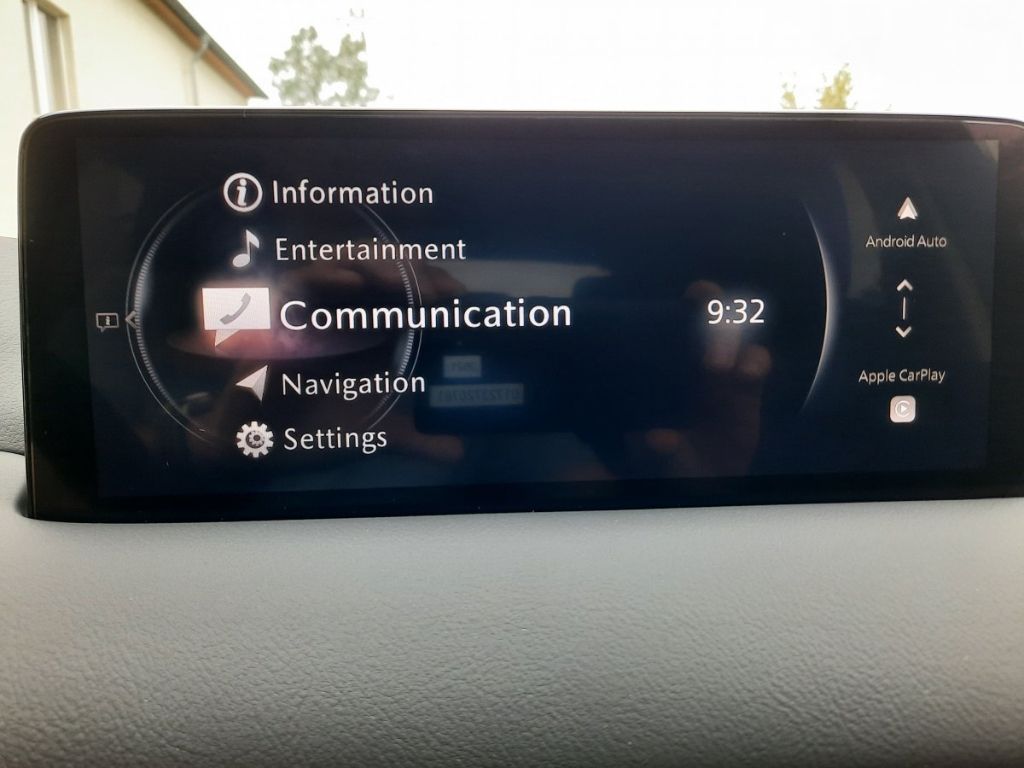 Information
Entertainment
Communication
9:32
Navigation
Settings
Android Auto
Apple CarPlay